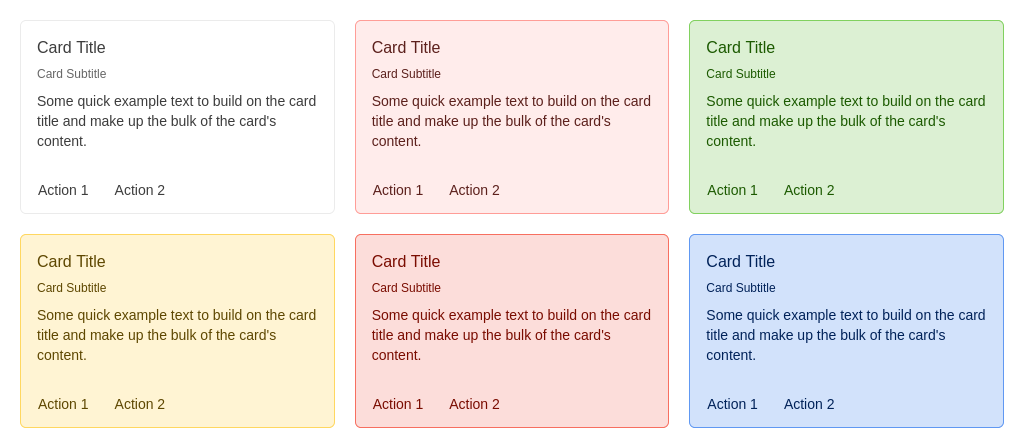 Card Title
Card Subtitle
Some quick example text to build on the card
title and make up the bulk of the card's
content.
Action 1 Action 2
Card Title
Card Subtitle
Some quick example text to build on the card
title and make up the bulk of the card's
content.
Action 1 Action 2
Card Title
Card Subtitle
Some quick example text to build on the card
title and make up the bulk of the card's
content.
Action 1 Action 2
Card Title
Card Subtitle
Some quick example text to build on the card
title and make up the bulk of the card's
content.
Action 1 Action 2
Card Title
Card Subtitle
Some quick example text to build on the card
title and make up the bulk of the card's
content.
Action 1 Action 2
Card Title
Card Subtitle
Some quick example text to build on the card
title and make up the bulk of the card's
content.
Action 1 Action 2